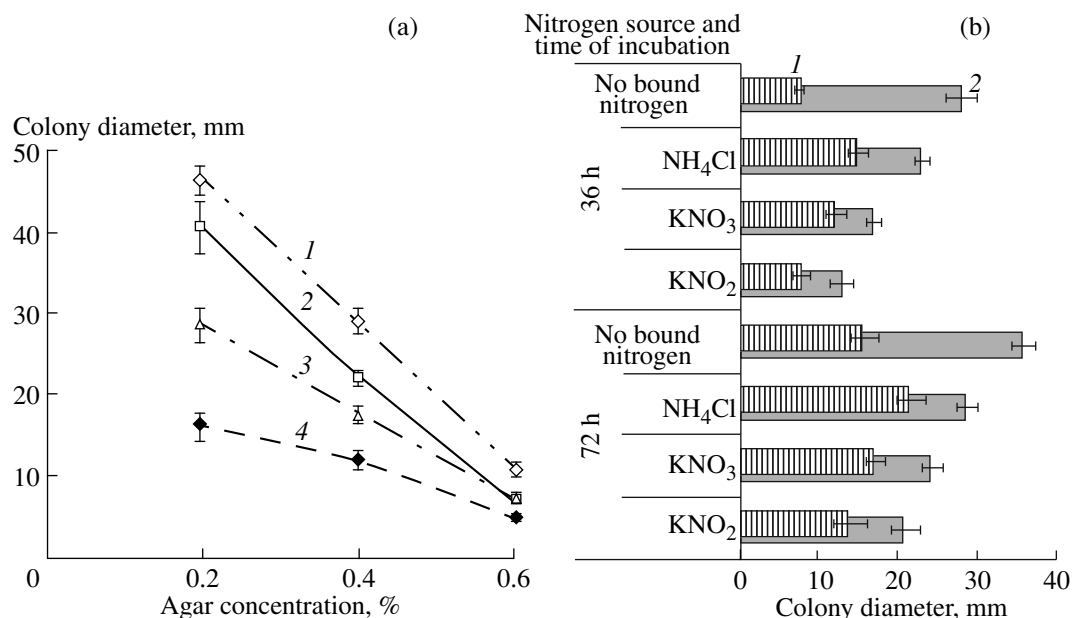 (a)
Colony diameter, mm
50
40
30
20
10
0
0.2
0.4
0.6
Agar concentration, %
1
2
3
4
Nitrogen source and
time of incubation
(b)
1
2
No bound
nitrogen
NH₄Cl
KNO₃
KNO₂
36 h
No bound
nitrogen
NH₄Cl
KNO₃
KNO₂
72 h
0
10
20
30
40
Colony diameter, mm